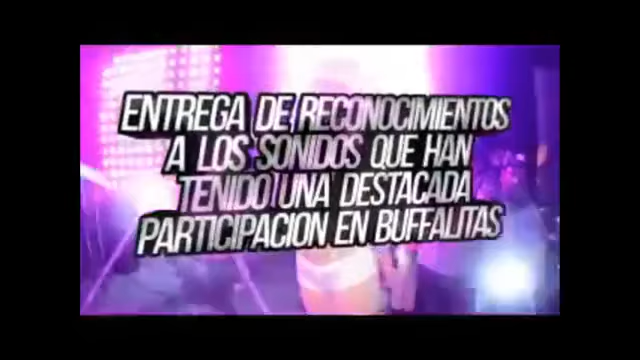 ENTREGA DE RECONOCIMIENTOS
A LOS SONIDOS QUE HAN
TENIDO UNA DESTACADA
PARTICIPACION EN BUFFALITAS